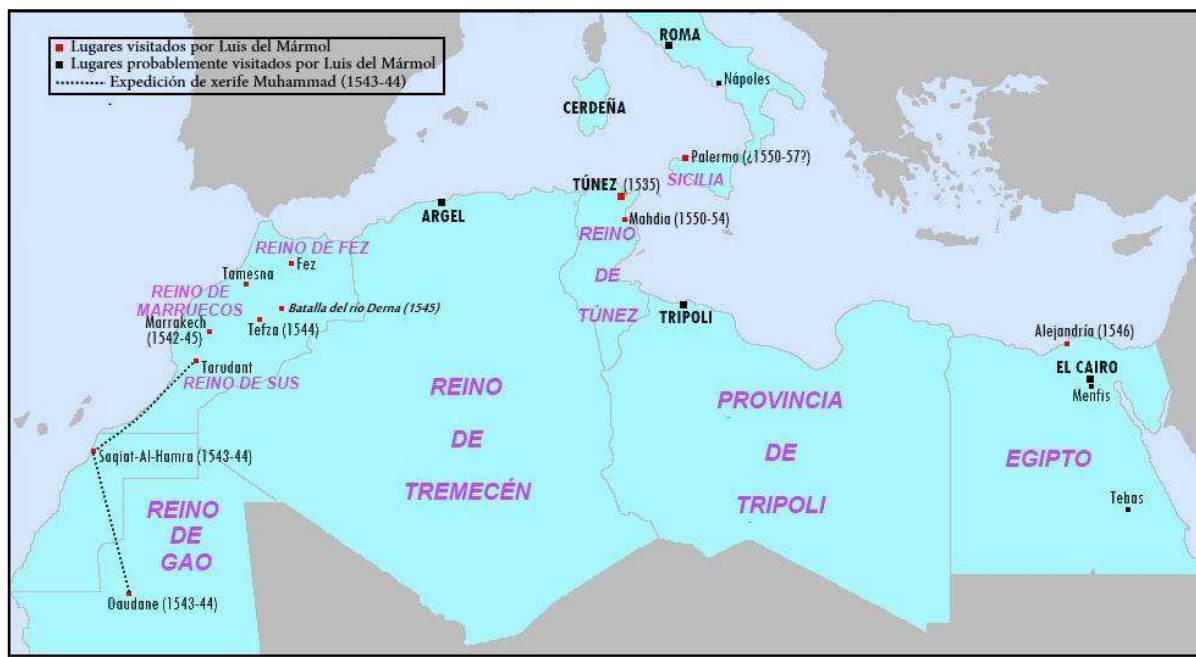 Lugares visitados por Luis del Mármol
Lugares probablemente visitados por Luis del Mármol
Expedición de xerife Muhammad (1543-44)
ROMA
Nápoles
CERDEÑA
Palermo (¿1550-57?)
SICILIA
TÚNEZ (1535)
ARGEL
Mahdia (1550-54)
REINO
DE
TÚNEZ
REINO DE FEZ
Fez
Tamesna
REINO DE
MARRUECOS
Batalla del río Derna (1545)
Marrakech
(1542-45)
Tefza (1544)
TRIPOLI
Alejandría (1546)
Tarudant
REINO DE SUS
EL CAIRO
Menfis
REINO
DE
TREMECÉN
PROVINCIA
DE
TRIPOLI
EGIPTO
Saqiat-Al-Hamra (1543-44)
Tebas
REINO
DE
GAO
Oaudane (1543-44)